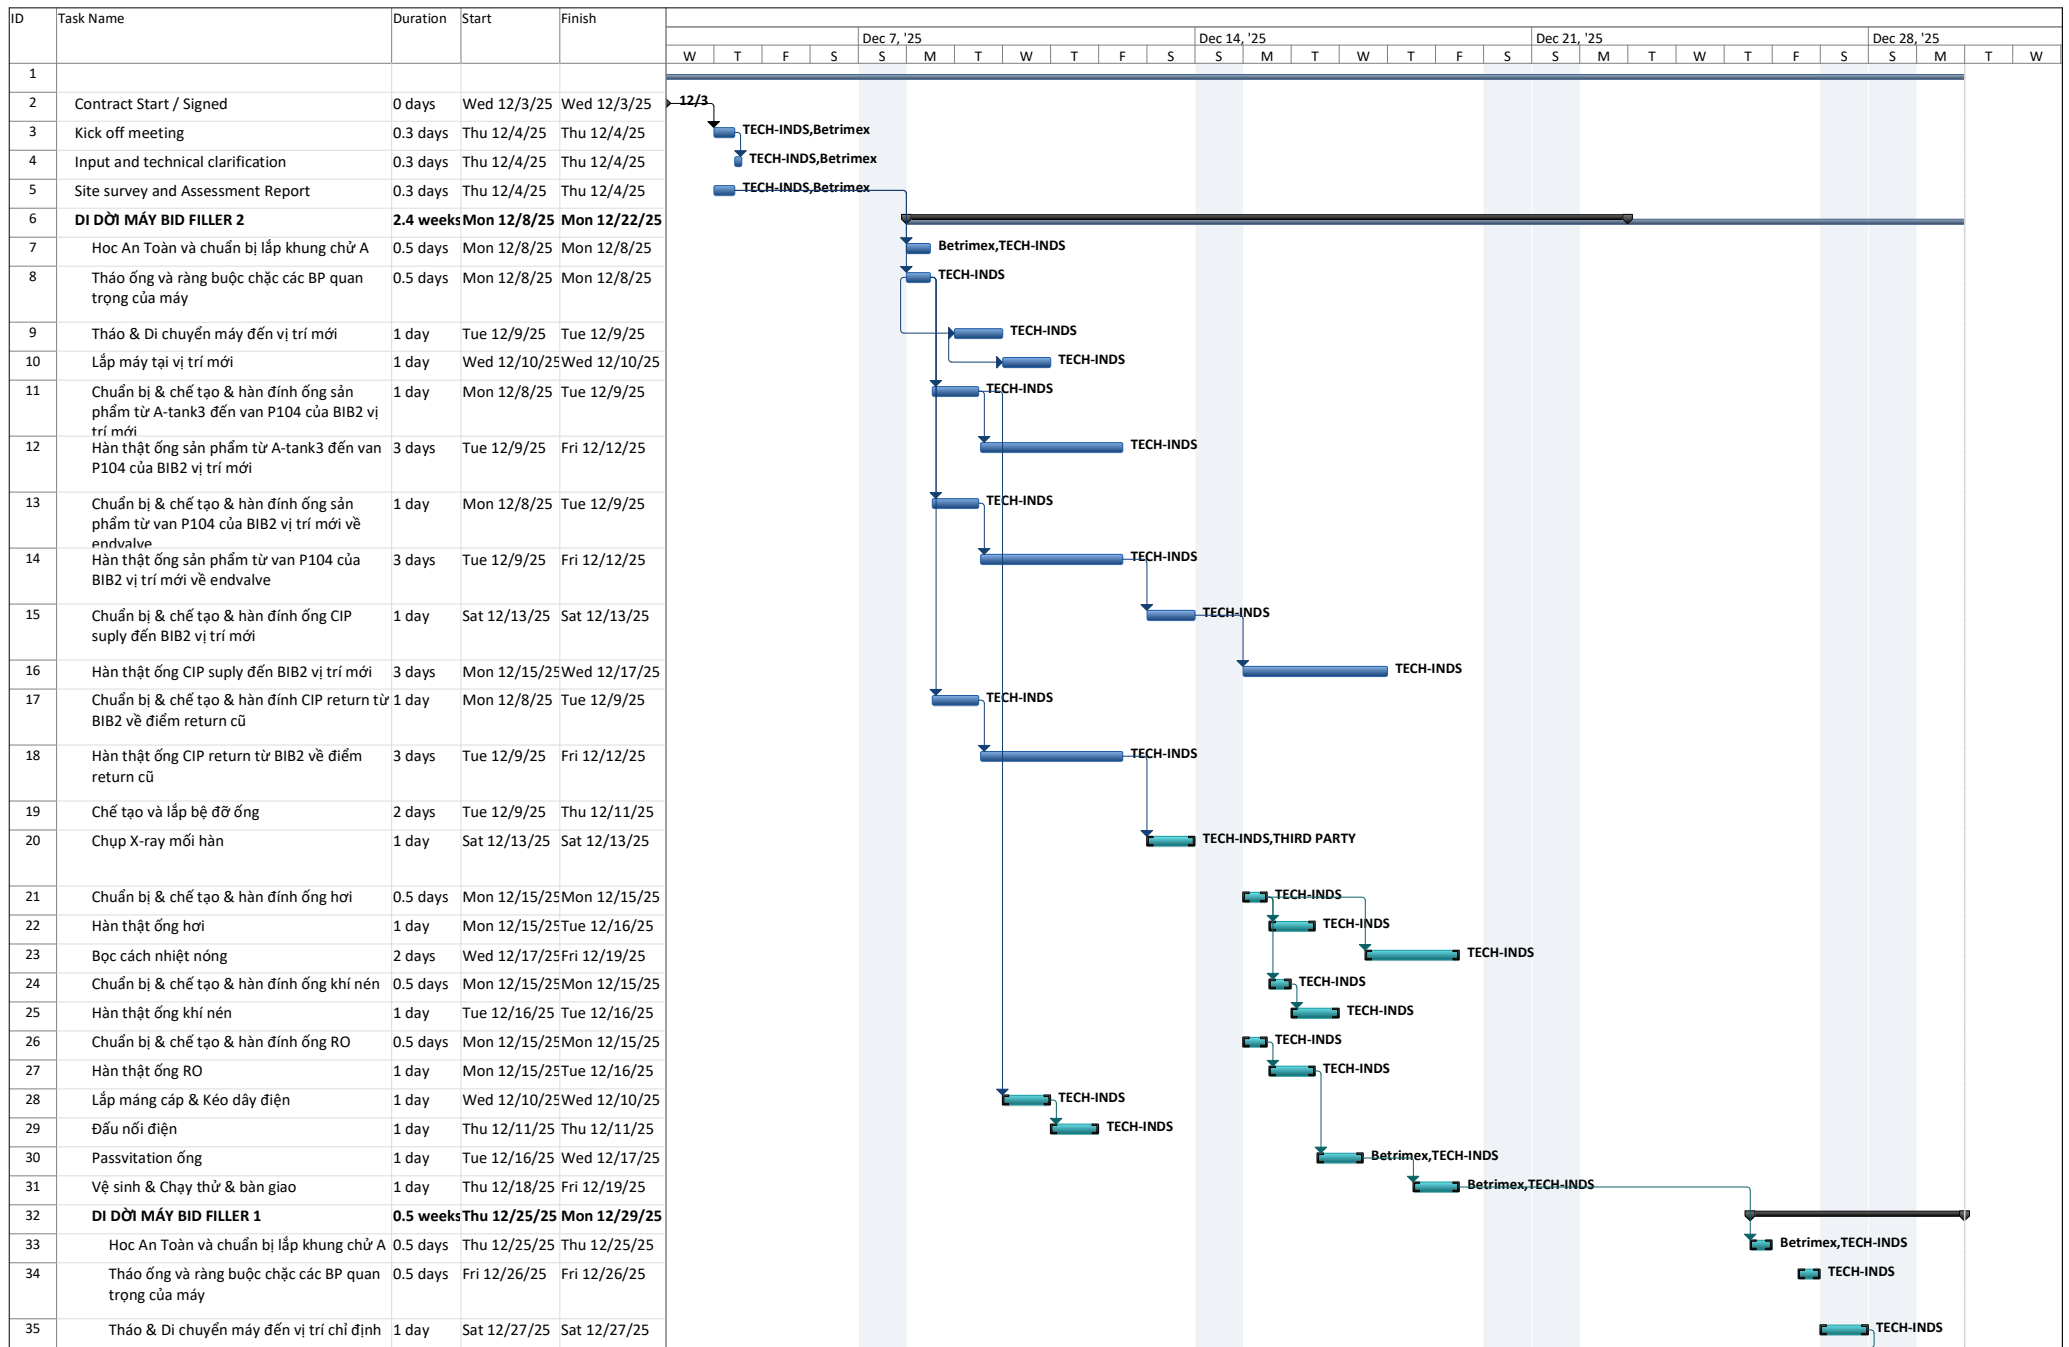 ID Task Name Duration Start Finish
Dec 7, '25 Dec 14, '25 Dec 21, '25 Dec 28, '25
W T F S S M T W T F S S M T W T F S S M T W T F S S M T W
1
2 Contract Start / Signed 0 days Wed 12/3/25 Wed 12/3/25 12/3
3 Kick off meeting 0.3 days Thu 12/4/25 Thu 12/4/25 TECH-INDS,Betrimex
4 Input and technical clarification 0.3 days Thu 12/4/25 Thu 12/4/25 TECH-INDS,Betrimex
5 Site survey and Assessment Report 0.3 days Thu 12/4/25 Thu 12/4/25 TECH-INDS,Betrimex
6 DI DỜI MÁY BID FILLER 2 2.4 weeks Mon 12/8/25 Mon 12/22/25
7 Hoc An Toàn và chuẩn bị lắp khung chử A 0.5 days Mon 12/8/25 Mon 12/8/25 Betrimex,TECH-INDS
8 Tháo ống và ràng buộc chặc các BP quan 0.5 days Mon 12/8/25 Mon 12/8/25 TECH-INDS
trọng của máy
9 Tháo & Di chuyển máy đến vị trí mới 1 day Tue 12/9/25 Tue 12/9/25 TECH-INDS
10 Lắp máy tại vị trí mới 1 day Wed 12/10/25 Wed 12/10/25 TECH-INDS
11 Chuẩn bị & chế tạo & hàn đính ống sản 1 day Mon 12/8/25 Tue 12/9/25 TECH-INDS
phẩm từ A-tank3 đến van P104 của BIB2 vị
trí mới
12 Hàn thật ống sản phẩm từ A-tank3 đến van 3 days Tue 12/9/25 Fri 12/12/25 TECH-INDS
P104 của BIB2 vị trí mới
13 Chuẩn bị & chế tạo & hàn đính ống sản 1 day Mon 12/8/25 Tue 12/9/25 TECH-INDS
phẩm từ van P104 của BIB2 vị trí mới về
endvalve
14 Hàn thật ống sản phẩm từ van P104 của 3 days Tue 12/9/25 Fri 12/12/25 TECH-INDS
BIB2 vị trí mới về endvalve
15 Chuẩn bị & chế tạo & hàn đính ống CIP 1 day Sat 12/13/25 Sat 12/13/25 TECH-INDS
suply đến BIB2 vị trí mới
16 Hàn thật ống CIP suply đến BIB2 vị trí mới 3 days Mon 12/15/25 Wed 12/17/25 TECH-INDS
17 Chuẩn bị & chế tạo & hàn đính CIP return từ 1 day Mon 12/8/25 Tue 12/9/25 TECH-INDS
BIB2 về điểm return cũ
18 Hàn thật ống CIP return từ BIB2 về điểm 3 days Tue 12/9/25 Fri 12/12/25 TECH-INDS
return cũ
19 Chế tạo và lắp bệ đỡ ống 2 days Tue 12/9/25 Thu 12/11/25
20 Chụp X-ray mối hàn 1 day Sat 12/13/25 Sat 12/13/25 TECH-INDS,THIRD PARTY
21 Chuẩn bị & chế tạo & hàn đính ống hơi 0.5 days Mon 12/15/25 Mon 12/15/25 TECH-INDS
22 Hàn thật ống hơi 1 day Mon 12/15/25 Tue 12/16/25 TECH-INDS
23 Bọc cách nhiệt nóng 2 days Wed 12/17/25 Fri 12/19/25 TECH-INDS
24 Chuẩn bị & chế tạo & hàn đính ống khí nén 0.5 days Mon 12/15/25 Mon 12/15/25 TECH-INDS
25 Hàn thật ống khí nén 1 day Tue 12/16/25 Tue 12/16/25 TECH-INDS
26 Chuẩn bị & chế tạo & hàn đính ống RO 0.5 days Mon 12/15/25 Mon 12/15/25 TECH-INDS
27 Hàn thật ống RO 1 day Mon 12/15/25 Tue 12/16/25 TECH-INDS
28 Lắp máng cáp & Kéo dây điện 1 day Wed 12/10/25 Wed 12/10/25 TECH-INDS
29 Đấu nối điện 1 day Thu 12/11/25 Thu 12/11/25 TECH-INDS
30 Passvitation ống 1 day Tue 12/16/25 Wed 12/17/25 Betrimex,TECH-INDS
31 Vệ sinh & Chạy thử & bàn giao 1 day Thu 12/18/25 Fri 12/19/25 Betrimex,TECH-INDS
32 DI DỜI MÁY BID FILLER 1 0.5 weeks Thu 12/25/25 Mon 12/29/25
33 Hoc An Toàn và chuẩn bị lắp khung chử A 0.5 days Thu 12/25/25 Thu 12/25/25 Betrimex,TECH-INDS
34 Tháo ống và ràng buộc chặc các BP quan 0.5 days Fri 12/26/25 Fri 12/26/25 TECH-INDS
trọng của máy
35 Tháo & Di chuyển máy đến vị trí chỉ định 1 day Sat 12/27/25 Sat 12/27/25 TECH-INDS